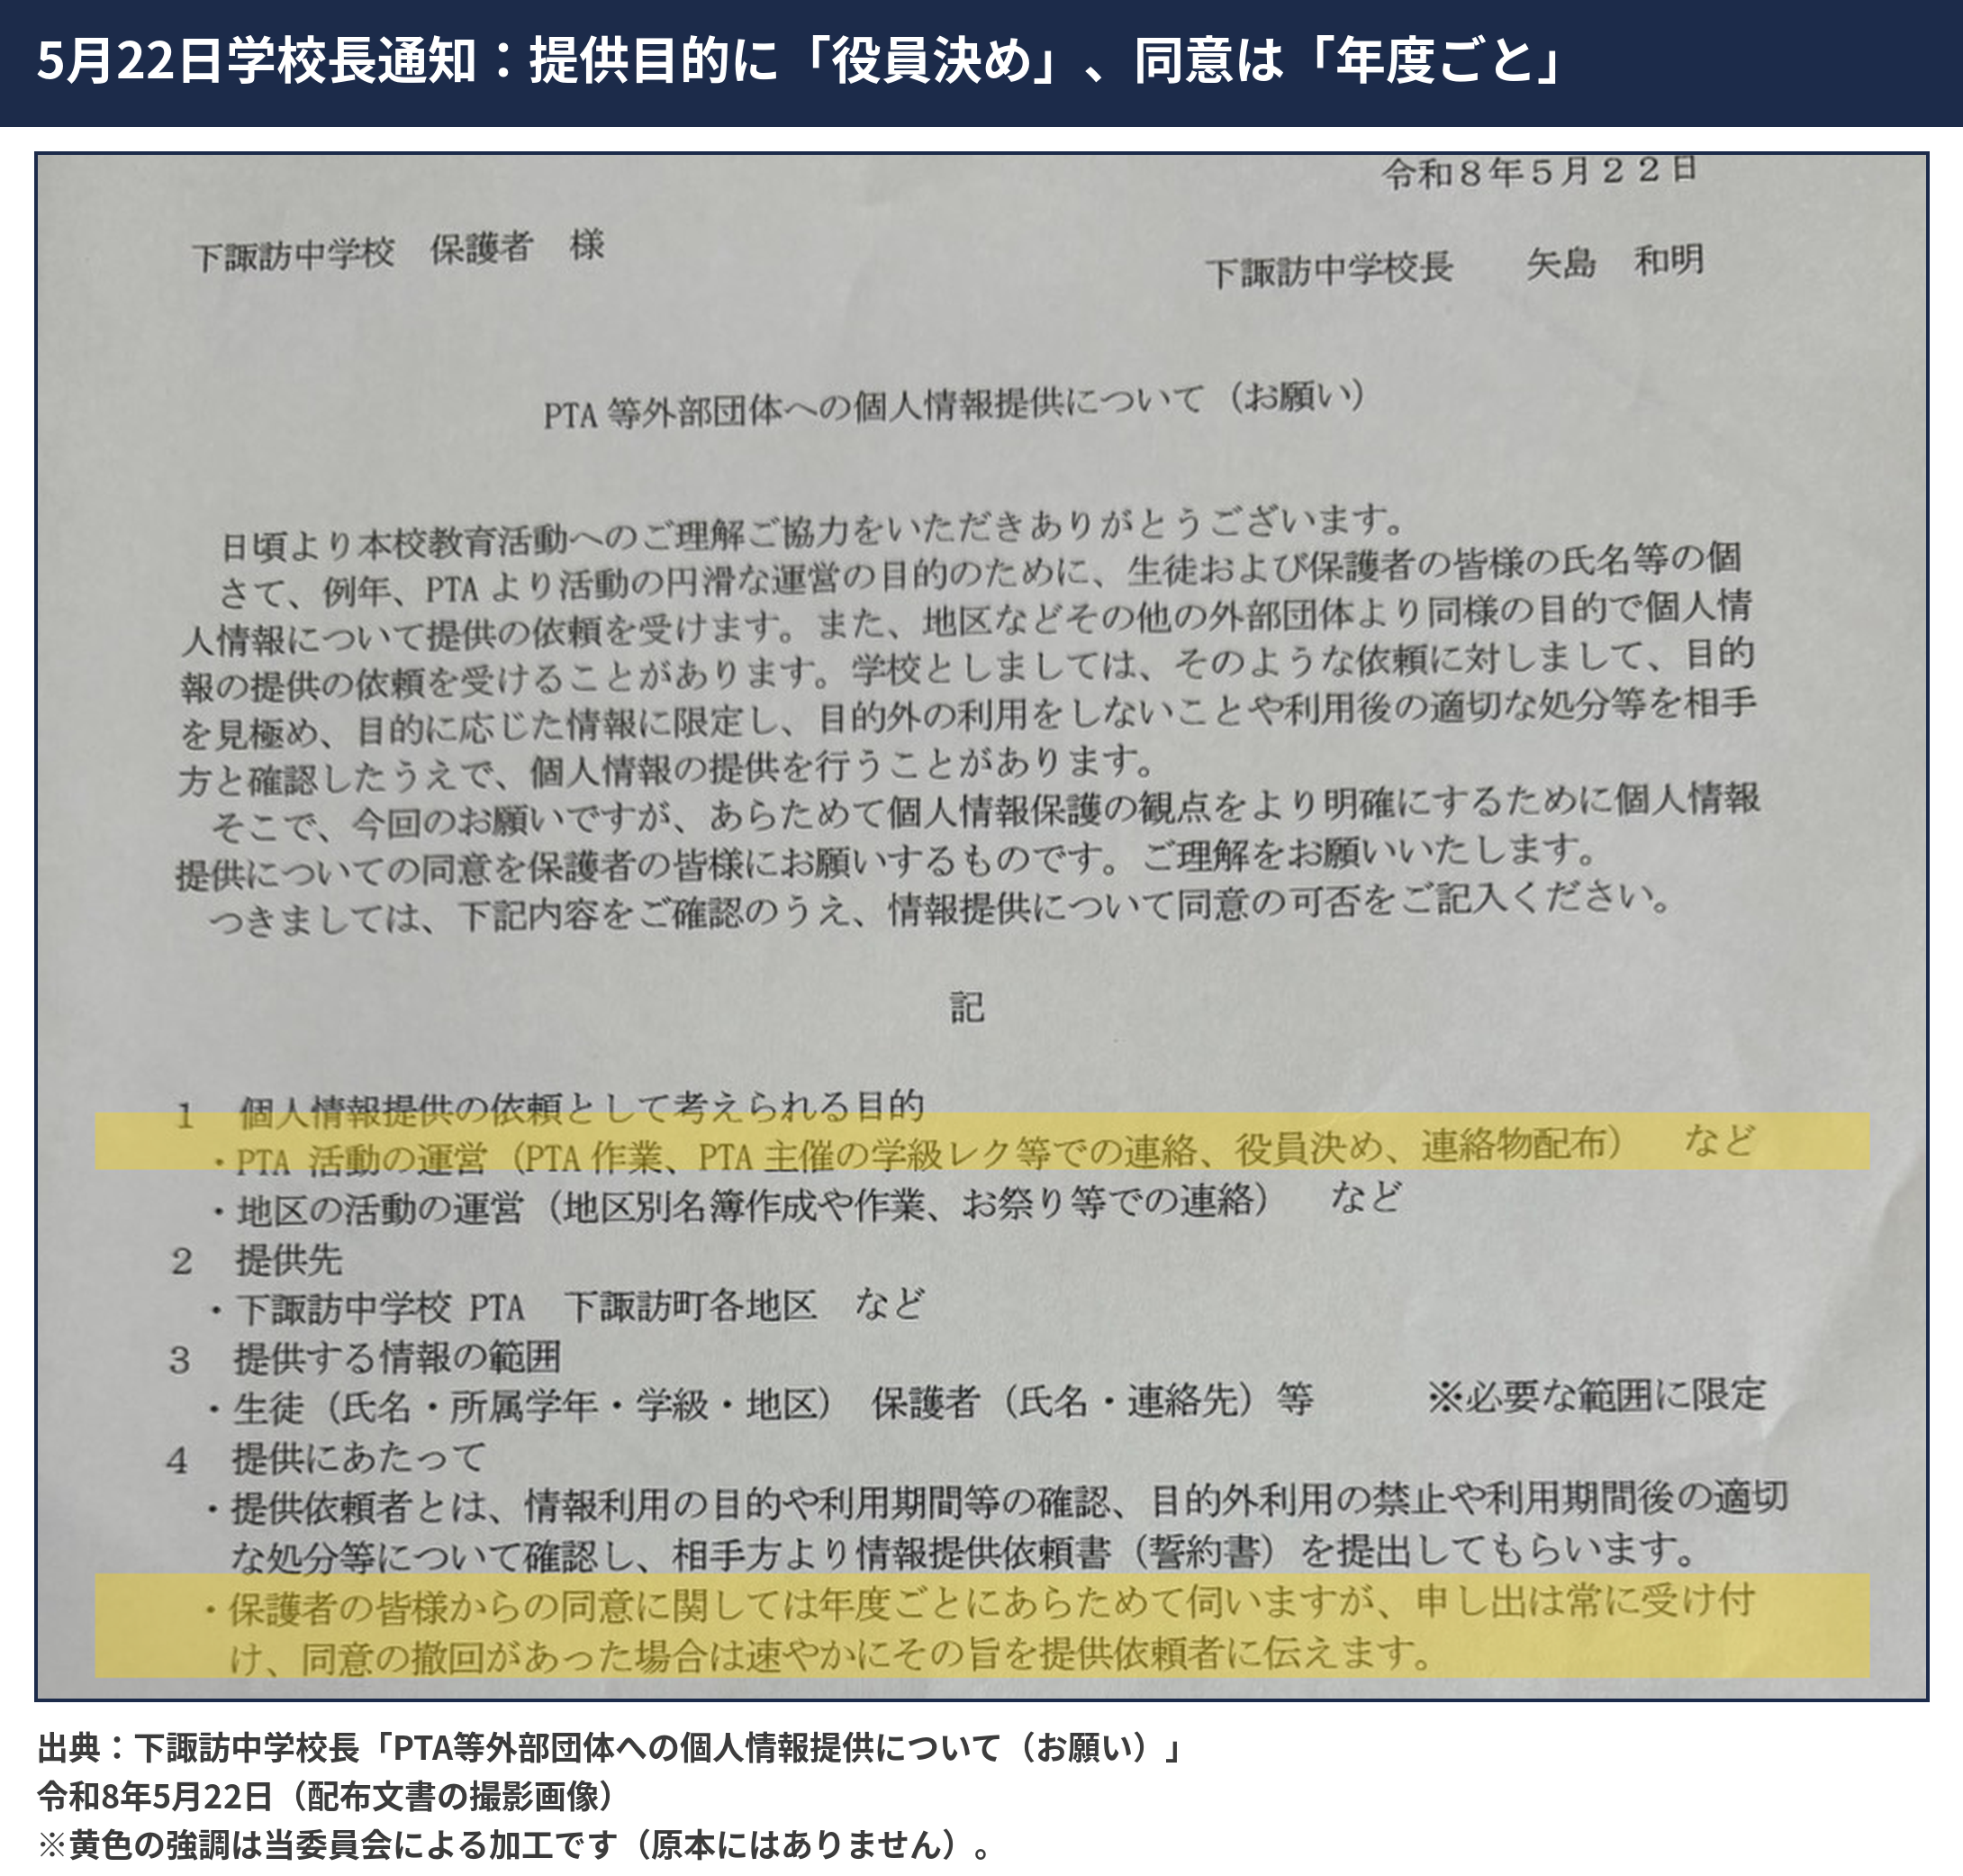 5月22日学校長通知：提供目的に「役員決め」、同意は「年度ごと」
令和８年５月２２日
下諏訪中学校　保護者　様
下諏訪中学校長　　矢島　和明
PTA 等外部団体への個人情報提供について（お願い）
日頃より本校教育活動へのご理解ご協力をいただきありがとうございます。
さて、例年、PTA より活動の円滑な運営の目的のために、生徒および保護者の皆様の氏名等の個
人情報について提供の依頼を受けます。また、地区などその他の外部団体より同様の目的で個人情
報の提供の依頼を受けることがあります。学校としましては、そのような依頼に対しまして、目的
を見極め、目的に応じた情報に限定し、目的外の利用をしないことや利用後の適切な処分等を相手
方と確認したうえで、個人情報の提供を行うことがあります。
そこで、今回のお願いですが、あらためて個人情報保護の観点をより明確にするために個人情報
提供についての同意を保護者の皆様にお願いするものです。ご理解をお願いいたします。
つきましては、下記内容をご確認のうえ、情報提供について同意の可否をご記入ください。
記
１　個人情報提供の依頼として考えられる目的
・PTA 活動の運営（PTA 作業、PTA 主催の学級レク等での連絡、役員決め、連絡物配布）　など
・地区の活動の運営（地区別名簿作成や作業、お祭り等での連絡）　など
２　提供先
・下諏訪中学校 PTA　下諏訪町各地区　など
３　提供する情報の範囲
・生徒（氏名・所属学年・学級・地区）　保護者（氏名・連絡先）等　　　※必要な範囲に限定
４　提供にあたって
・提供依頼者とは、情報利用の目的や利用期間等の確認、目的外利用の禁止や利用期間後の適切
な処分等について確認し、相手方より情報提供依頼書（誓約書）を提出してもらいます。
・保護者の皆様からの同意に関しては年度ごとにあらためて伺いますが、申し出は常に受け付
け、同意の撤回があった場合は速やかにその旨を提供依頼者に伝えます。
出典：下諏訪中学校長「PTA等外部団体への個人情報提供について（お願い）」
令和8年5月22日（配布文書の撮影画像）
※黄色の強調は当委員会による加工です（原本にはありません）。